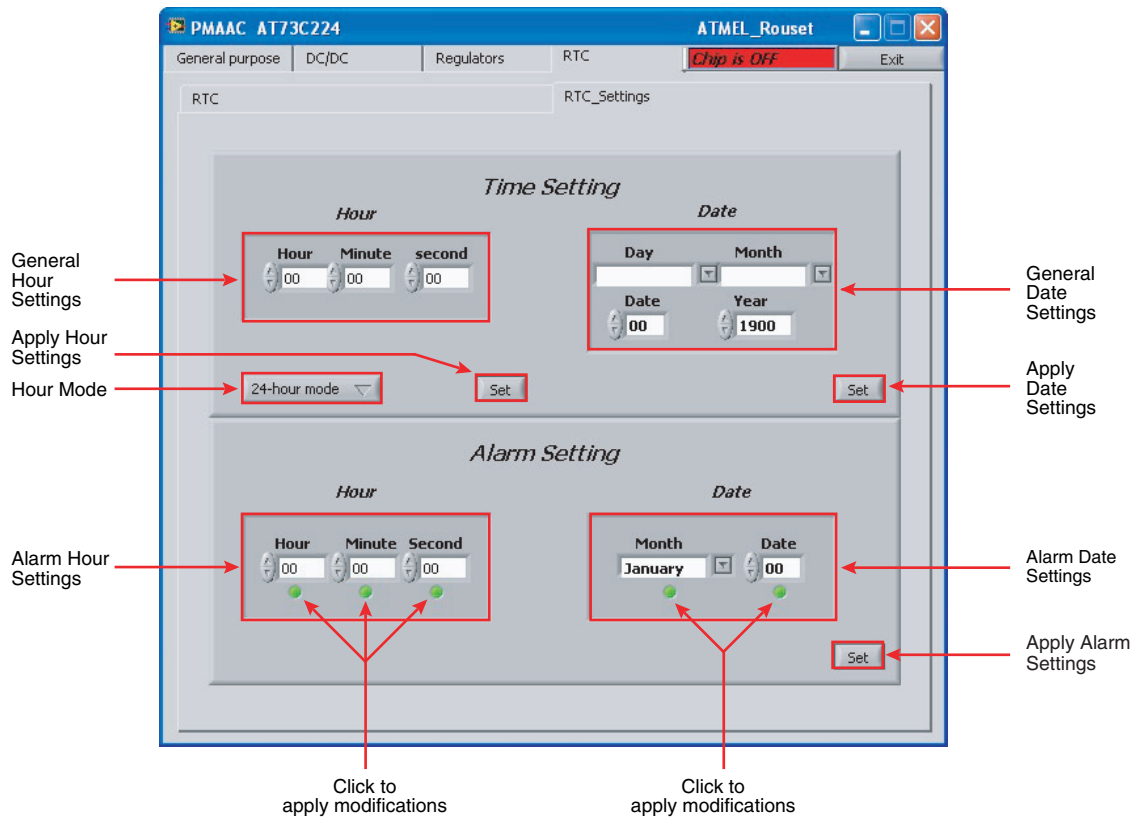 PMAAC AT73C224 ATMEL_Rouset
General purpose DC/DC Regulators RTC Chip is OFF Exit
RTC RTC_Settings
Time Setting
Hour Date
Hour Minute second
00 00 00
Day Month
Date Year
00 1900
24-hour mode Set Set
Alarm Setting
Hour Date
Hour Minute Second
00 00 00
Month Date
January 00
Set
General
Hour
Settings
Apply Hour
Settings
Hour Mode
Alarm Hour
Settings
General
Date
Settings
Apply
Date
Settings
Alarm Date
Settings
Apply Alarm
Settings
Click to
apply modifications
Click to
apply modifications